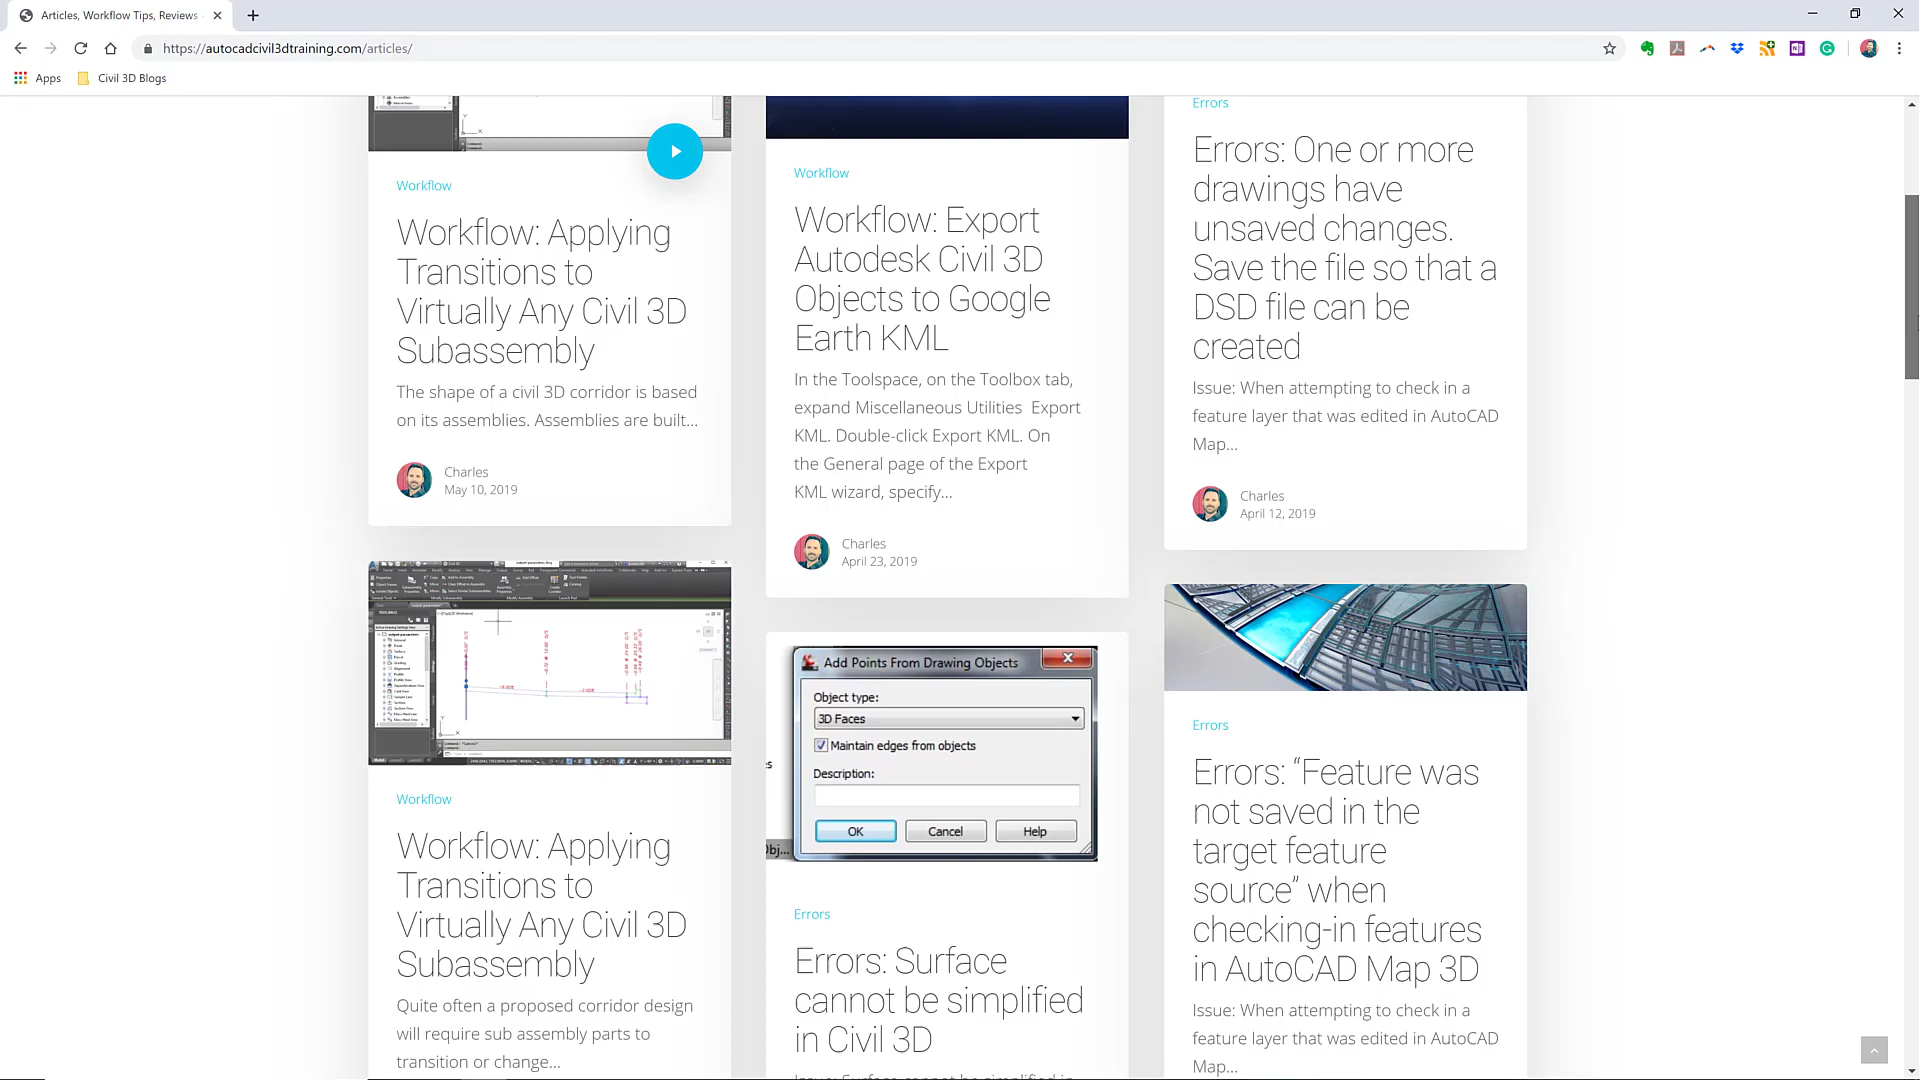 Articles, Workflow Tips, Reviews
https://autocadcivil3dtraining.com/articles/
Apps
Civil 3D Blogs
Workflow
Workflow: Applying
Transitions to
Virtually Any Civil 3D
Subassembly
The shape of a civil 3D corridor is based
on its assemblies. Assemblies are built...
Charles
May 10, 2019
Workflow
Workflow: Applying
Transitions to
Virtually Any Civil 3D
Subassembly
Quite often a proposed corridor design
will require sub assembly parts to
transition or change...
Workflow
Workflow: Export
Autodesk Civil 3D
Objects to Google
Earth KML
In the Toolspace, on the Toolbox tab,
expand Miscellaneous Utilities  Export
KML. Double-click Export KML. On
the General page of the Export
KML wizard, specify...
Charles
April 23, 2019
Add Points From Drawing Objects
Object type:
3D Faces
Maintain edges from objects
Description:
OK
Cancel
Help
Obj...
Errors
Errors: Surface
cannot be simplified
in Civil 3D
Errors
Errors: One or more
drawings have
unsaved changes.
Save the file so that a
DSD file can be
created
Issue: When attempting to check in a
feature layer that was edited in AutoCAD
Map...
Charles
April 12, 2019
Errors
Errors: “Feature was
not saved in the
target feature
source” when
checking-in features
in AutoCAD Map 3D
Issue: When attempting to check in a
feature layer that was edited in AutoCAD
Map...